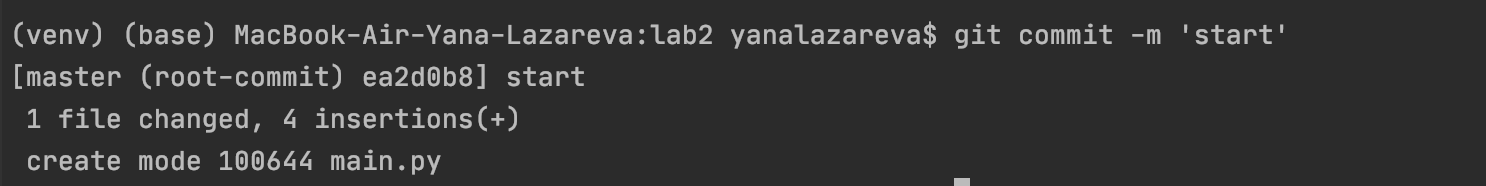 (venv) (base) MacBook-Air-Yana-Lazareva:lab2 yanalazareva$ git commit -m 'start'
[master (root-commit) ea2d0b8] start
 1 file changed, 4 insertions(+)
 create mode 100644 main.py